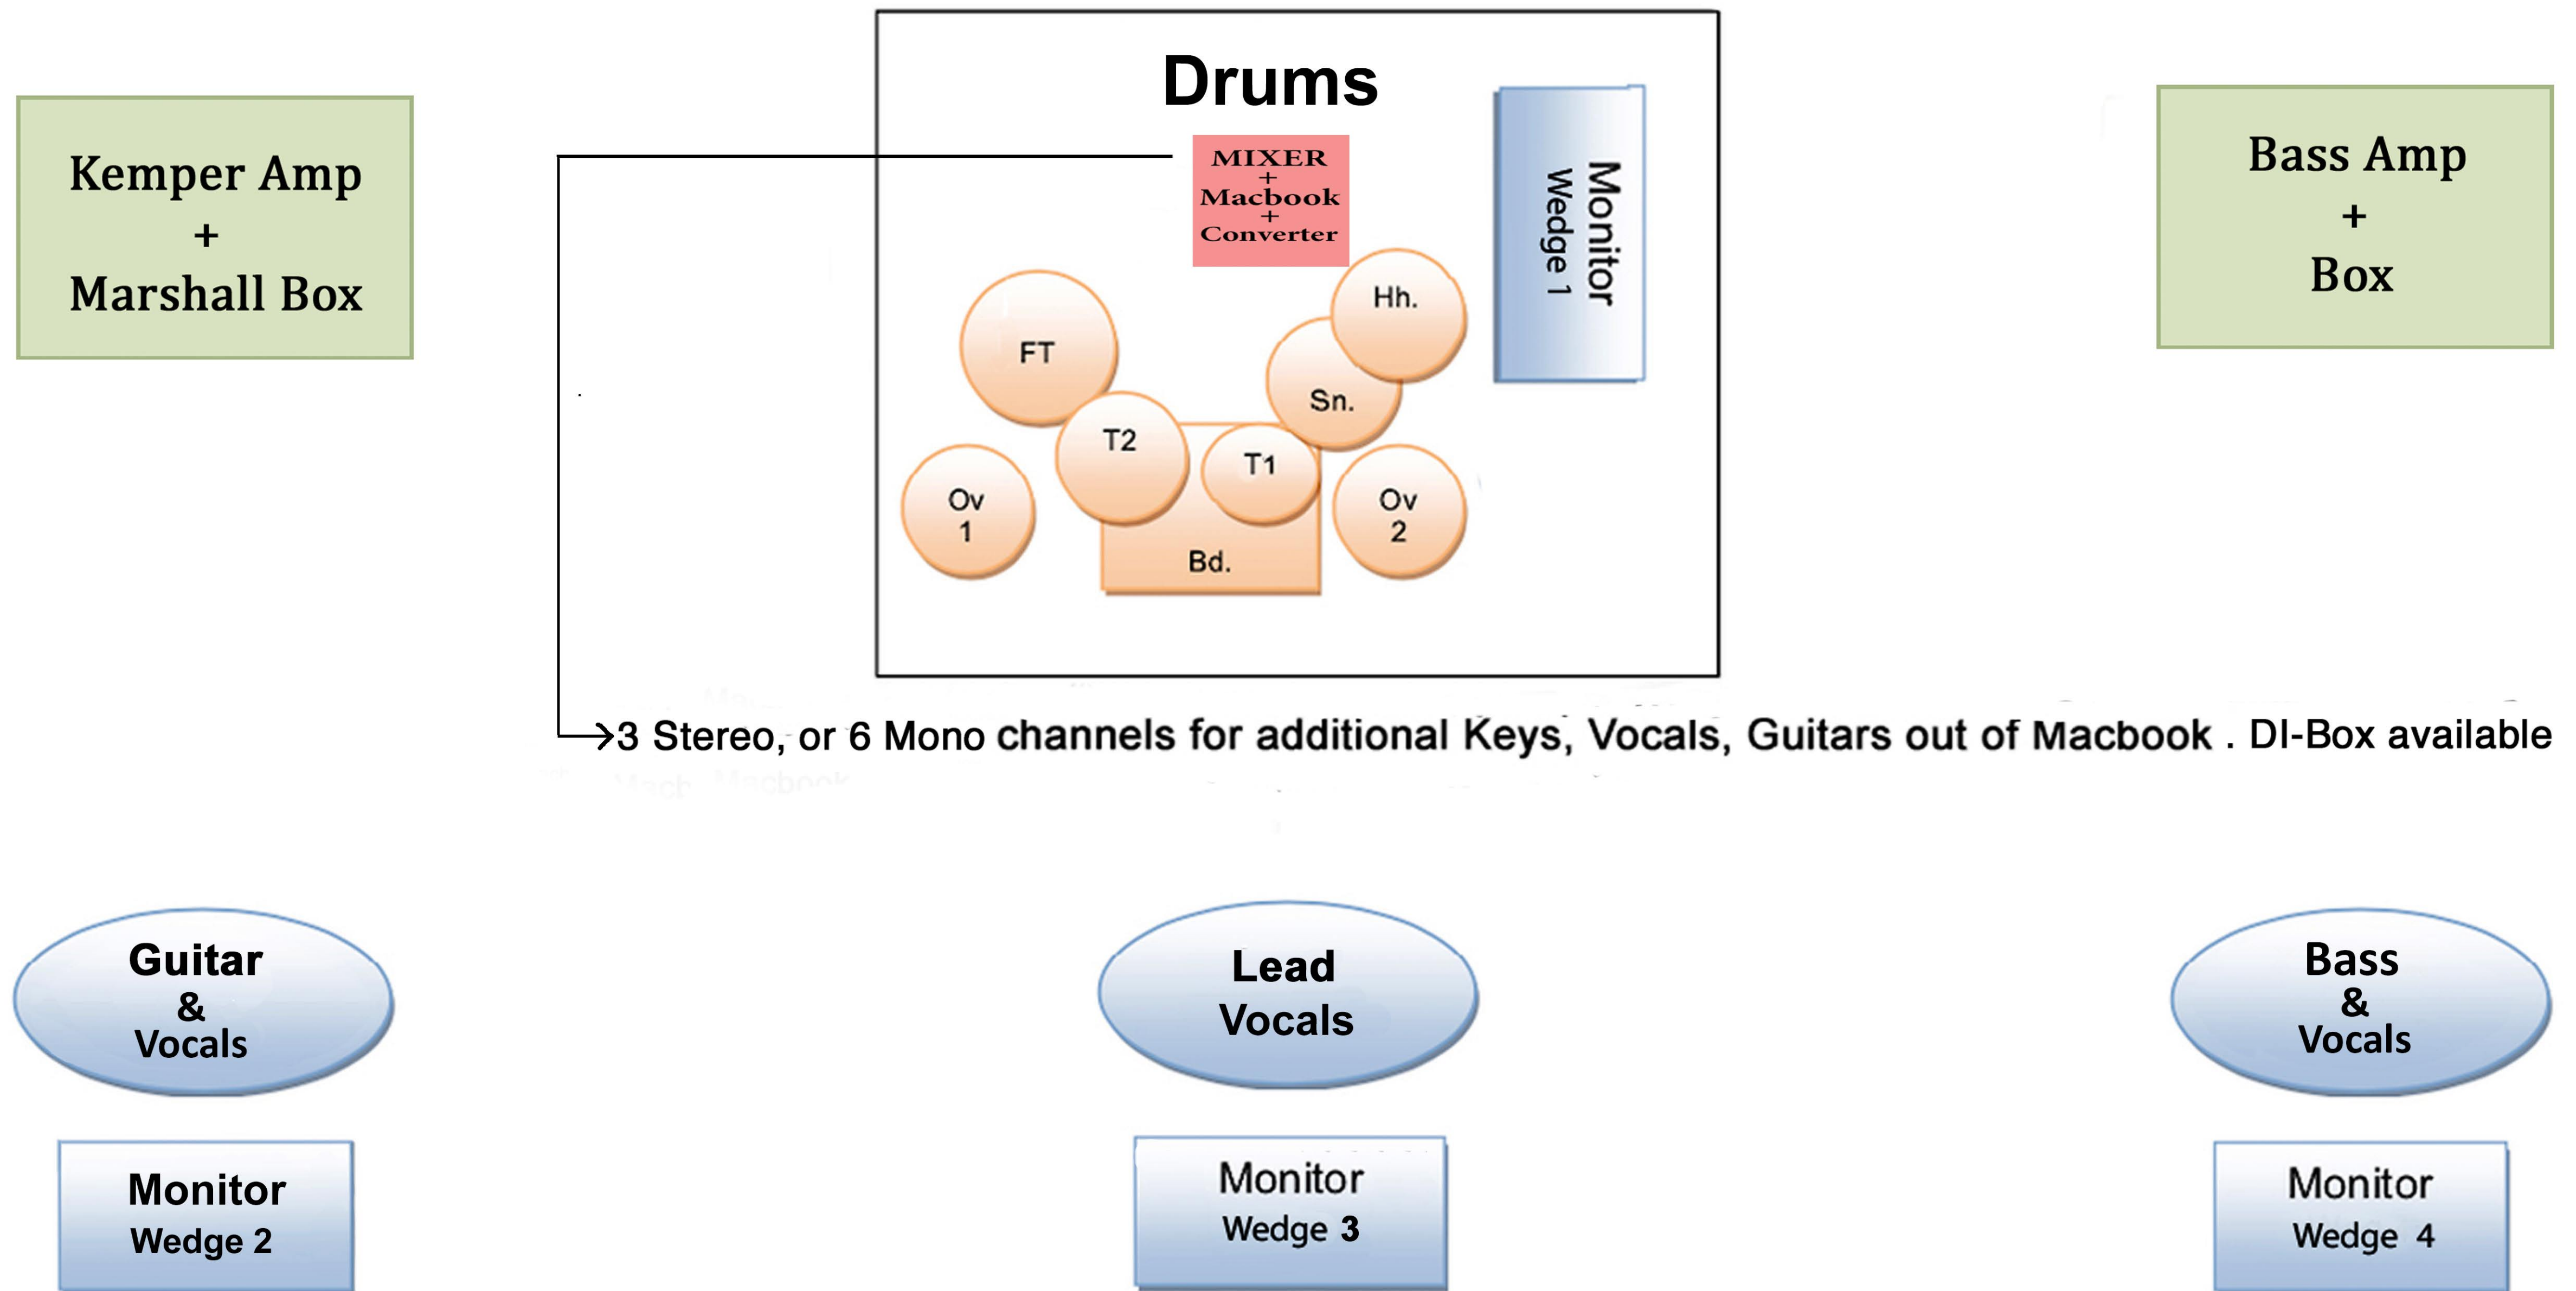 Drums
Kemper Amp
+
Marshall Box
MIXER
+
Macbook
+
Converter
Monitor
Wedge 1
Bass Amp
+
Box
Hh.
FT
Sn.
T2
T1
Ov
1
Ov
2
Bd.
3 Stereo, or 6 Mono channels for additional Keys, Vocals, Guitars out of Macbook . DI-Box available
Guitar
&
Vocals
Lead
Vocals
Bass
&
Vocals
Monitor
Wedge 2
Monitor
Wedge 3
Monitor
Wedge 4